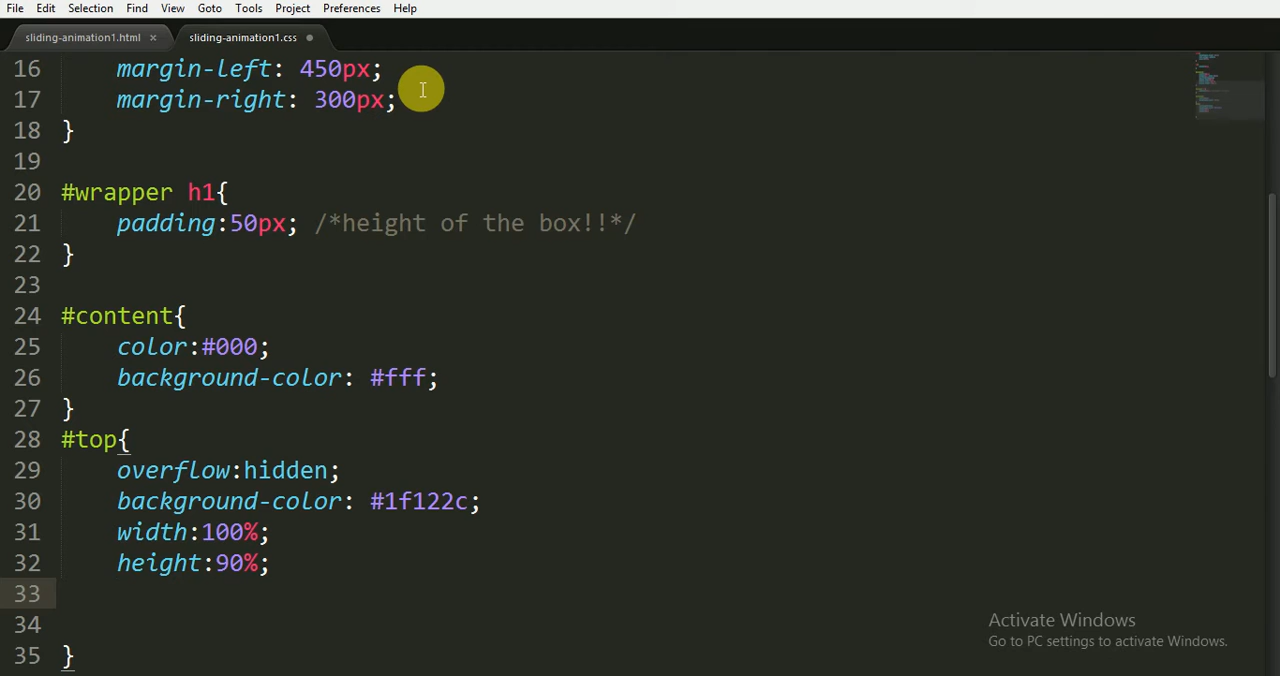 File Edit Selection Find View Goto Tools Project Preferences Help
sliding-animation1.html × sliding-animation1.css
16 margin-left: 450px;
17 margin-right: 300px;
18 }
19
20 #wrapper h1{
21 padding:50px; /*height of the box!!*/
22 }
23
24 #content{
25 color:#000;
26 background-color: #fff;
27 }
28 #top{
29 overflow:hidden;
30 background-color: #1f122c;
31 width:100%;
32 height:90%;
33
34
35 }
Activate Windows
Go to PC settings to activate Windows.